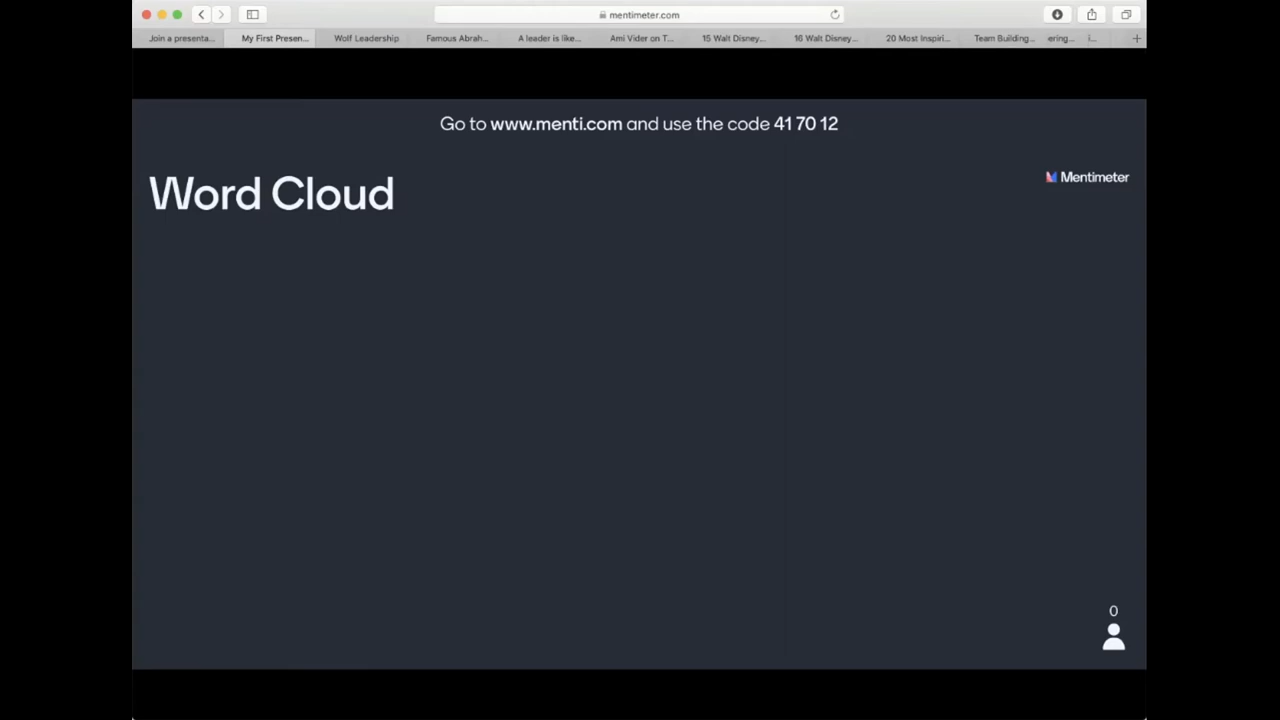 mentimeter.com
Join a presenta...
My First Presen...
Wolf Leadership
Famous Abrah...
A leader is like...
Ami Vider on T...
15 Walt Disney...
16 Walt Disney...
20 Most Inspiri...
Team Building...
ering...
i...
Go to www.menti.com and use the code 41 70 12
Word Cloud
Mentimeter
0